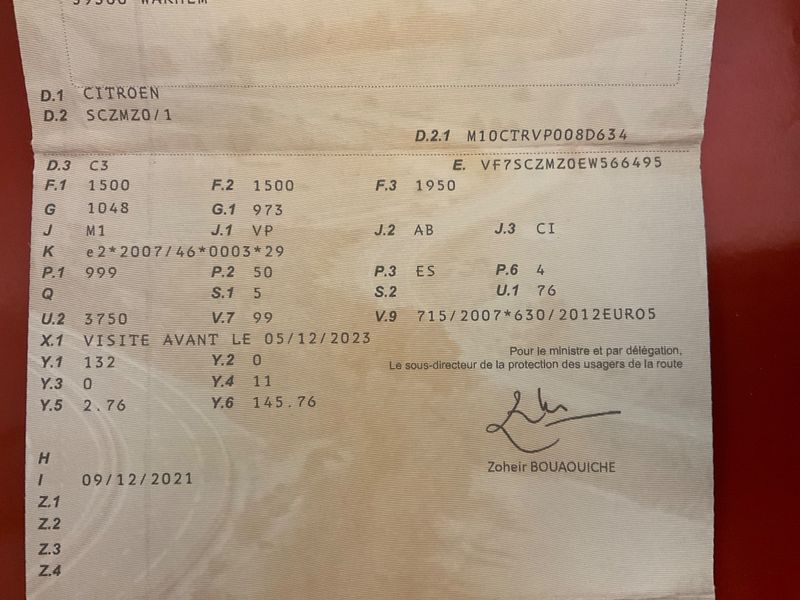 59380 WARHEM
D.1 CITROEN
D.2 SCZMZ0/1
D.2.1 M10CTRVP008D634
D.3 C3 E. VF7SCZMZ0EW566495
F.1 1500 F.2 1500 F.3 1950
G 1048 G.1 973
J M1 J.1 VP J.2 AB J.3 CI
K e2*2007/46*0003*29
P.1 999 P.2 50 P.3 ES P.6 4
Q S.1 5 S.2 U.1 76
U.2 3750 V.7 99 V.9 715/2007*630/2012EURO5
X.1 VISITE AVANT LE 05/12/2023
Pour le ministre et par délégation,
Y.1 132 Y.2 0
Le sous-directeur de la protection des usagers de la route
Y.3 0 Y.4 11
Y.5 2.76 Y.6 145.76
H
Zoheir BOUAOUICHE
I 09/12/2021
Z.1
Z.2
Z.3
Z.4